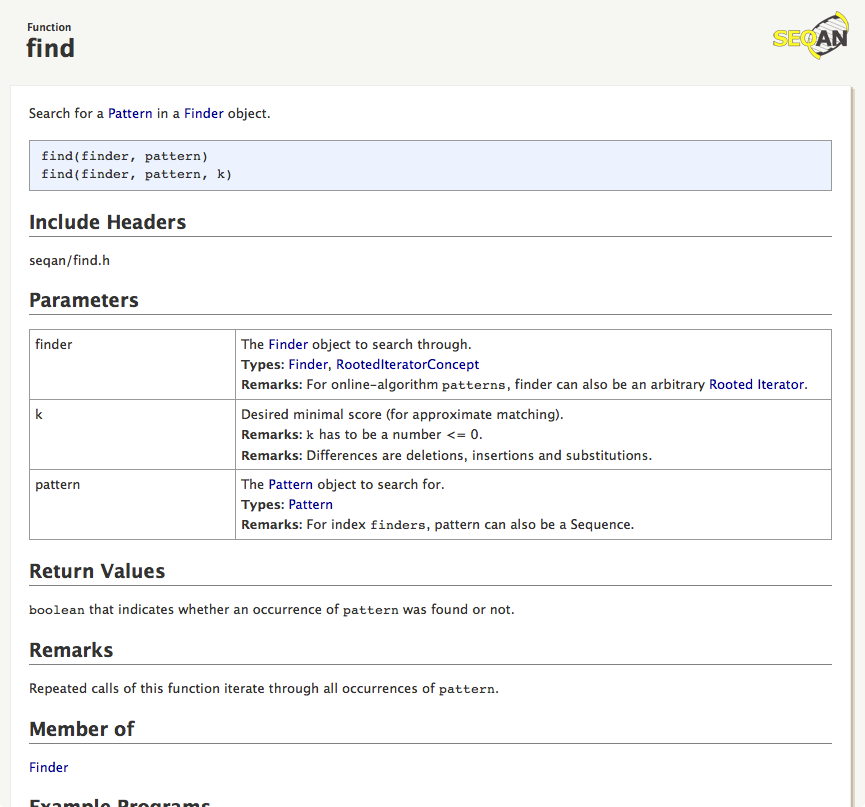 Function
find
SEQAN
Search for a Pattern in a Finder object.
find(finder, pattern)
find(finder, pattern, k)
Include Headers
seqan/find.h
Parameters
finder
The Finder object to search through.
Types: Finder, RootedIteratorConcept
Remarks: For online-algorithm patterns, finder can also be an arbitrary Rooted Iterator.
k
Desired minimal score (for approximate matching).
Remarks: k has to be a number <= 0.
Remarks: Differences are deletions, insertions and substitutions.
pattern
The Pattern object to search for.
Types: Pattern
Remarks: For index finders, pattern can also be a Sequence.
Return Values
boolean that indicates whether an occurrence of pattern was found or not.
Remarks
Repeated calls of this function iterate through all occurrences of pattern.
Member of
Finder
Example Programs